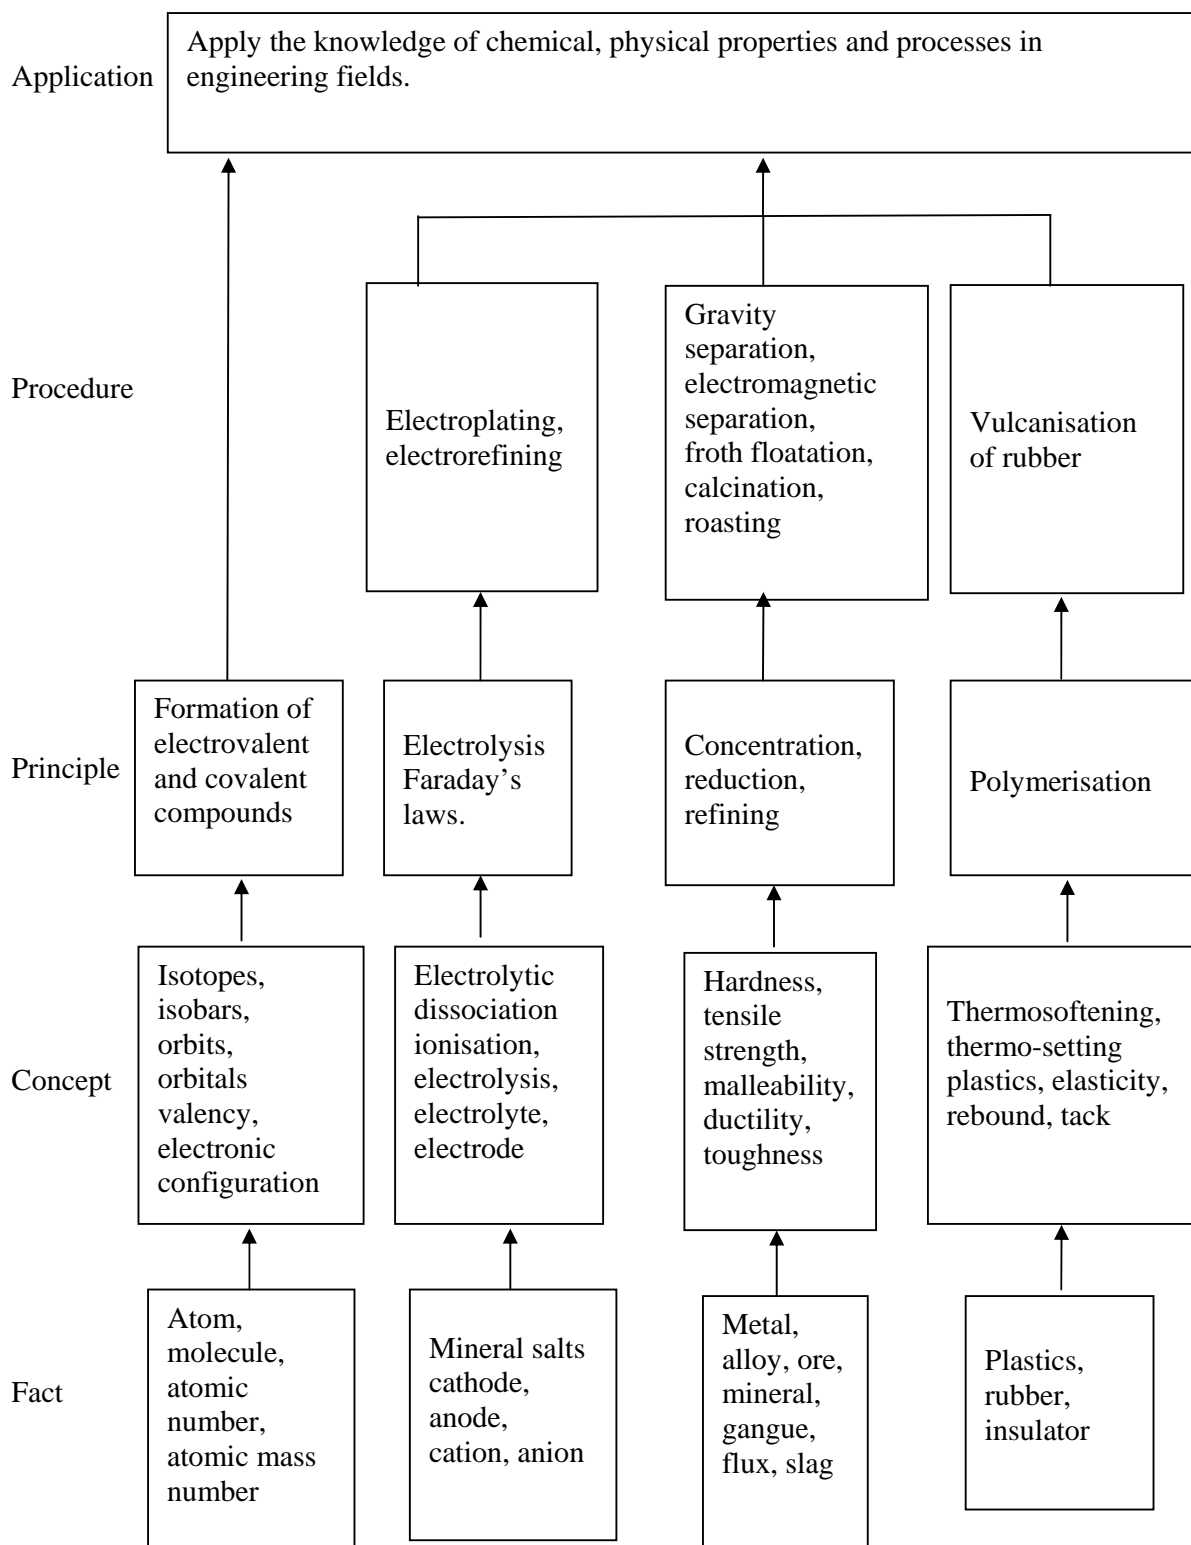 Application
Apply the knowledge of chemical, physical properties and processes in
engineering fields.
Procedure
Electroplating,
electrorefining
Gravity
separation,
electromagnetic
separation,
froth floatation,
calcination,
roasting
Vulcanisation
of rubber
Principle
Formation of
electrovalent
and covalent
compounds
Electrolysis
Faraday’s
laws.
Concentration,
reduction,
refining
Polymerisation
Concept
Isotopes,
isobars,
orbits,
orbitals
valency,
electronic
configuration
Electrolytic
dissociation
ionisation,
electrolysis,
electrolyte,
electrode
Hardness,
tensile
strength,
malleability,
ductility,
toughness
Thermosoftening,
thermo-setting
plastics, elasticity,
rebound, tack
Fact
Atom,
molecule,
atomic
number,
atomic mass
number
Mineral salts
cathode,
anode,
cation, anion
Metal,
alloy, ore,
mineral,
gangue,
flux, slag
Plastics,
rubber,
insulator